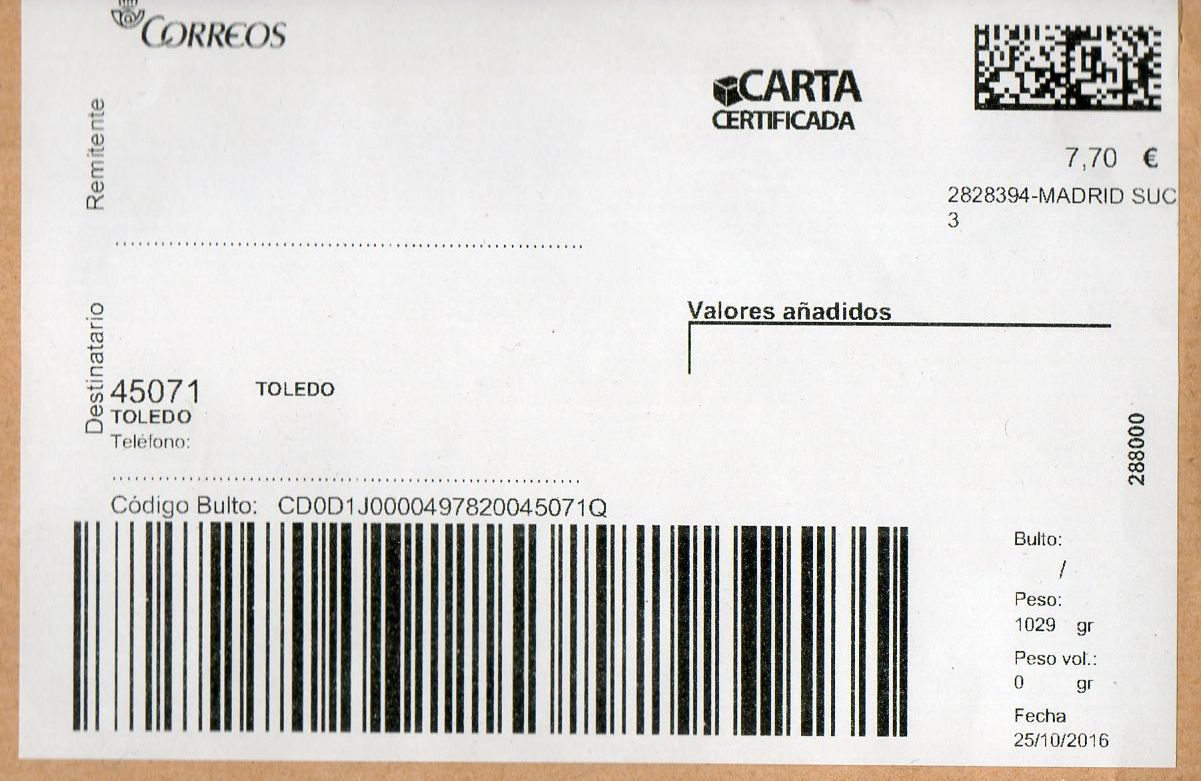 CORREOS
CARTA
CERTIFICADA
7,70 €
2828394-MADRID SUC
3
Remitente
Valores añadidos
Destinatario
45071 TOLEDO
TOLEDO
Teléfono:
288000
Código Bulto: CD0D1J0000497820045071Q
Bulto:
/
Peso:
1029 gr
Peso vol.:
0 gr
Fecha
25/10/2016